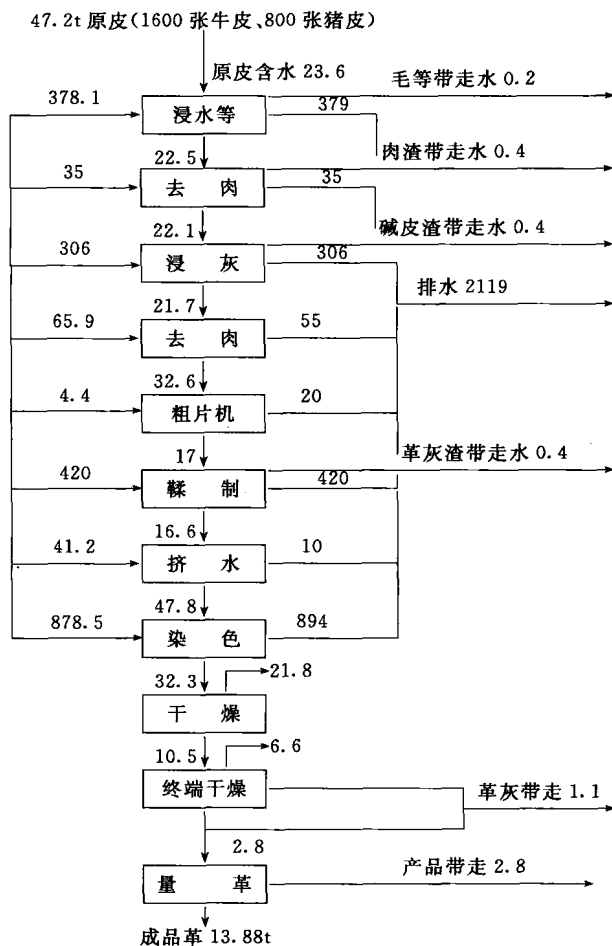 47.2t 原皮(1600 张牛皮、800 张猪皮)
原皮含水 23.6
毛等带走水 0.2
378.1
浸水等
379
肉渣带走水 0.4
22.5
35
去 肉
35
碱皮渣带走水 0.4
22.1
306
浸 灰
306
排水 2119
21.7
65.9
去 肉
55
32.6
4.4
粗片机
20
17
革灰渣带走水 0.4
420
鞣 制
420
16.6
41.2
挤 水
10
47.8
878.5
染 色
894
32.3
21.8
干 燥
10.5
6.6
终端干燥
革灰带走 1.1
2.8
量 革
产品带走 2.8
成品革 13.88t